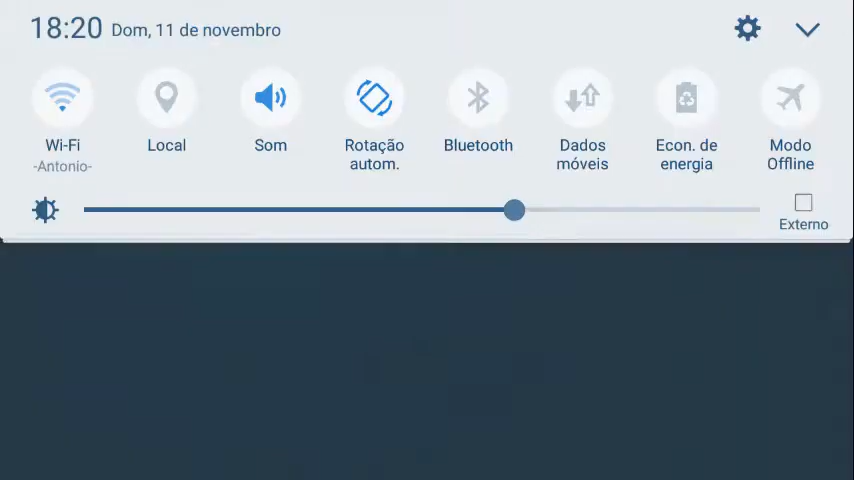 18:20 Dom, 11 de novembro
Wi-Fi
-Antonio-
Local
Som
Rotação
autom.
Bluetooth
Dados
móveis
Econ. de
energia
Modo
Offline
Externo